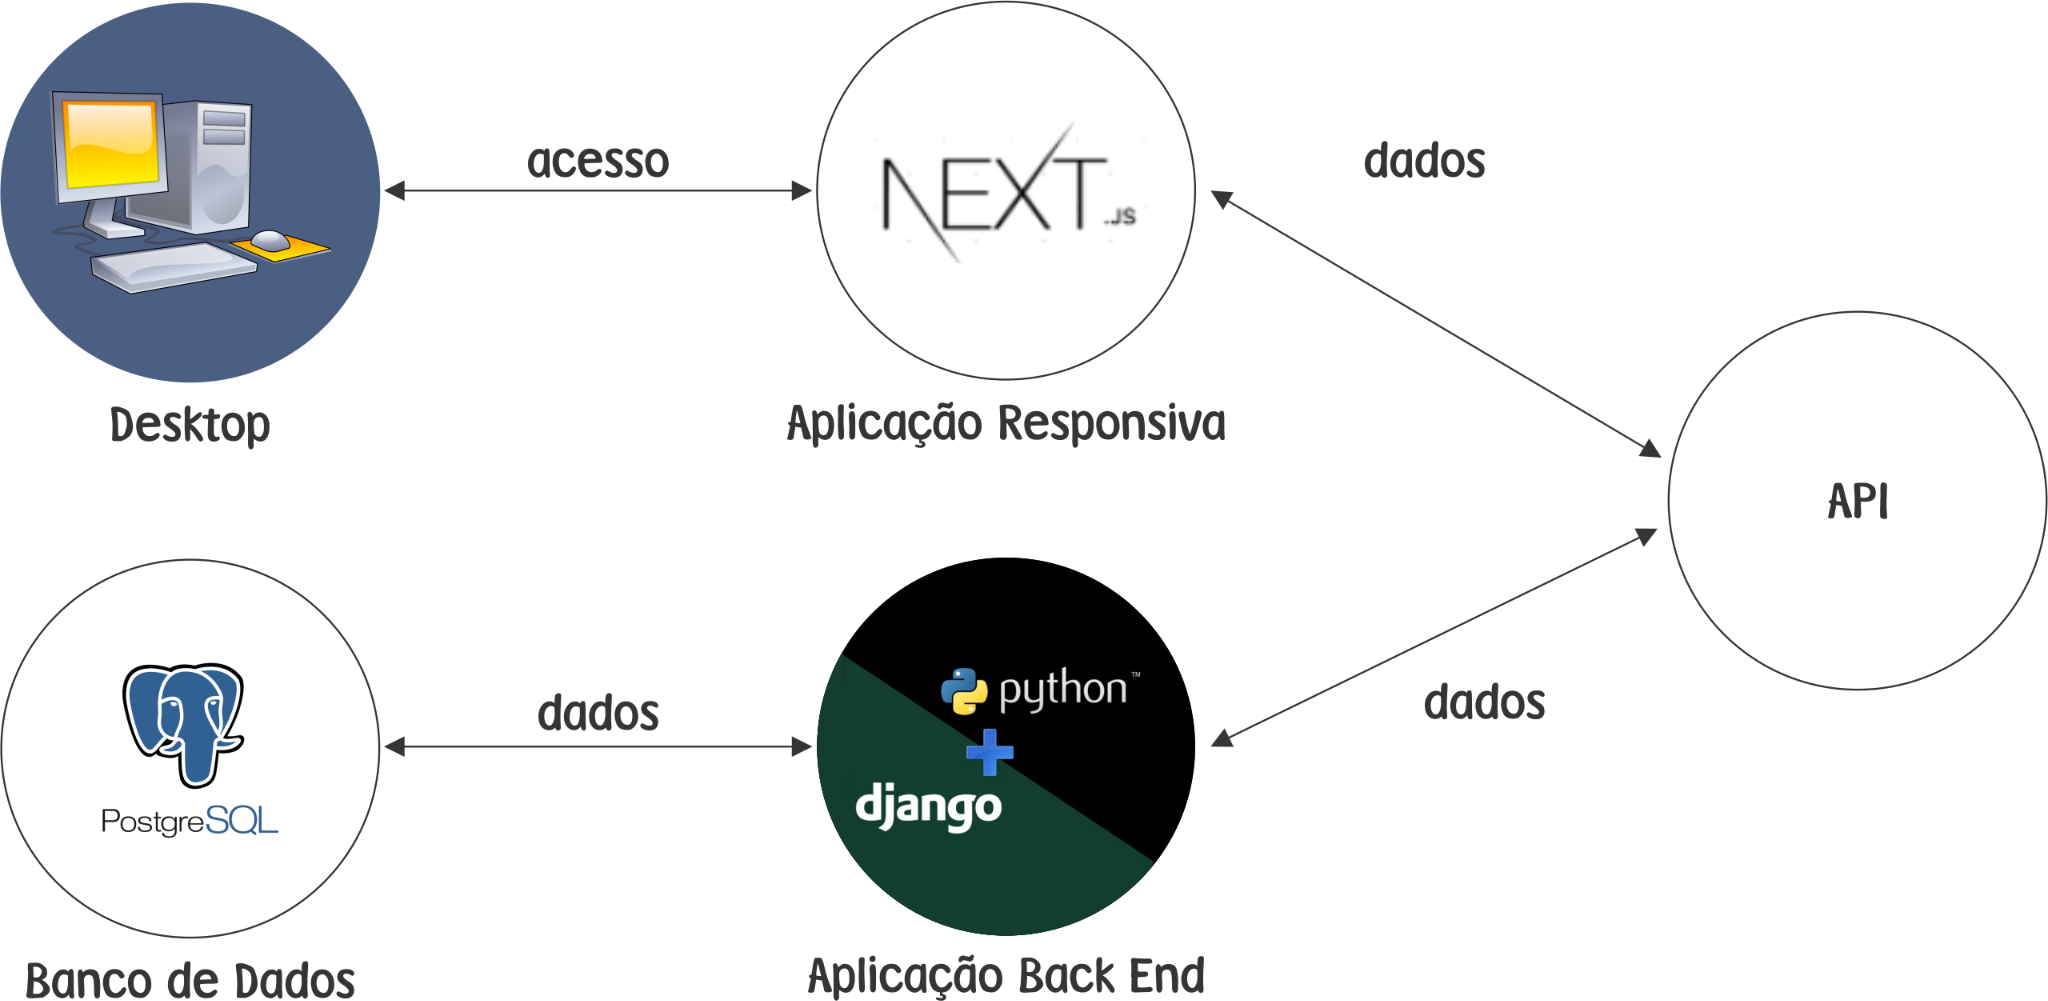 acesso
NEXT.JS
dados
Desktop
Aplicação Responsiva
API
python™
PostgreSQL
dados
django
dados
Banco de Dados
Aplicação Back End